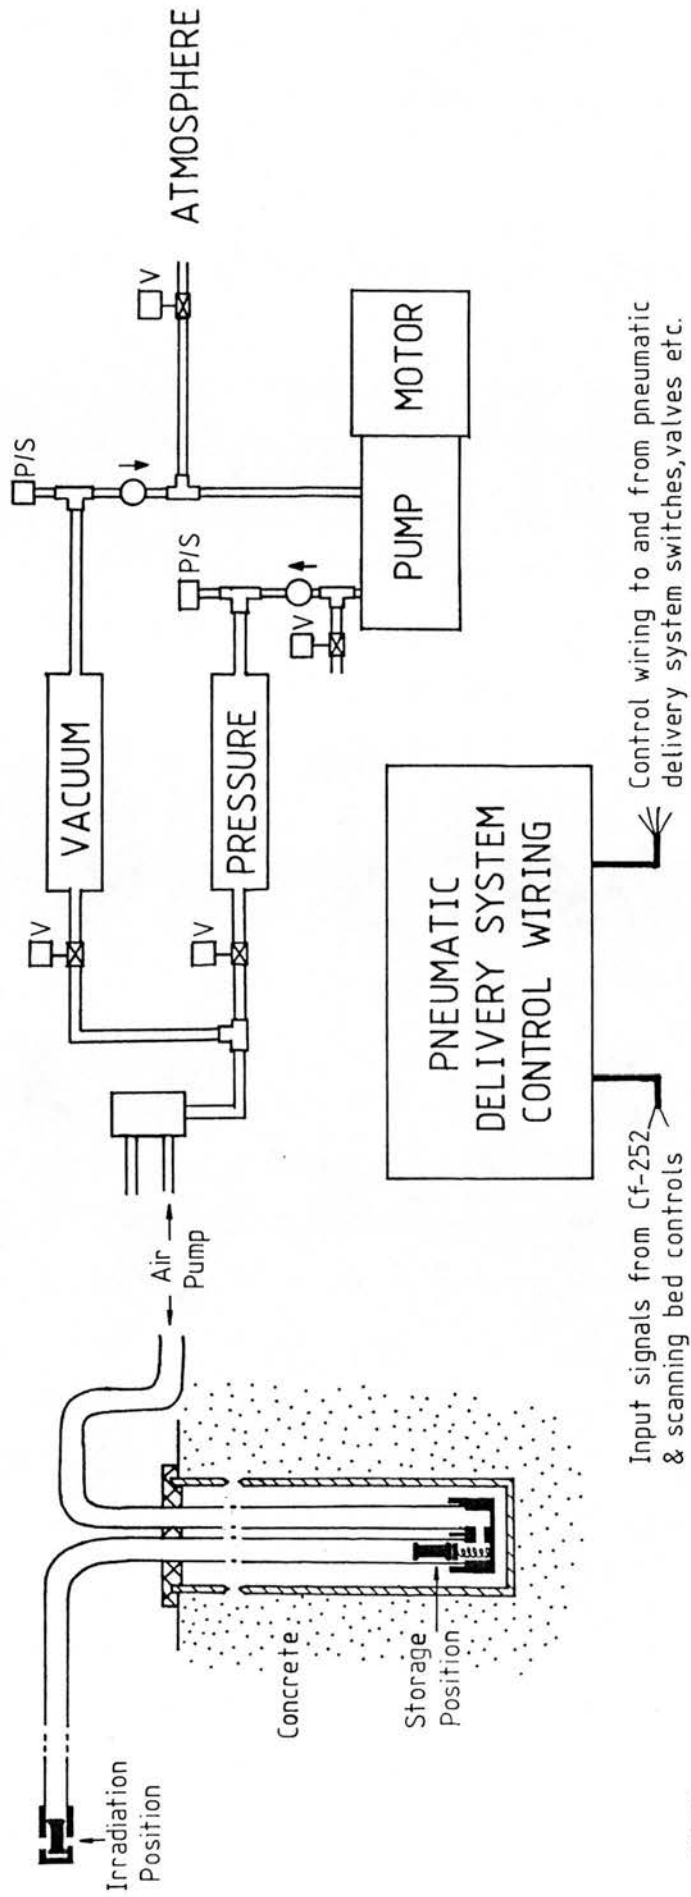 ATMOSPHERE
V
P/S
P/S
V
MOTOR
PUMP
VACUUM
PRESSURE
V
V
Air
Pump
PNEUMATIC
DELIVERY SYSTEM
CONTROL WIRING
Control wiring to and from pneumatic
delivery system switches,valves etc.
Input signals from Cf-252
& scanning bed controls
Concrete
Storage
Position
Irradiation
Position